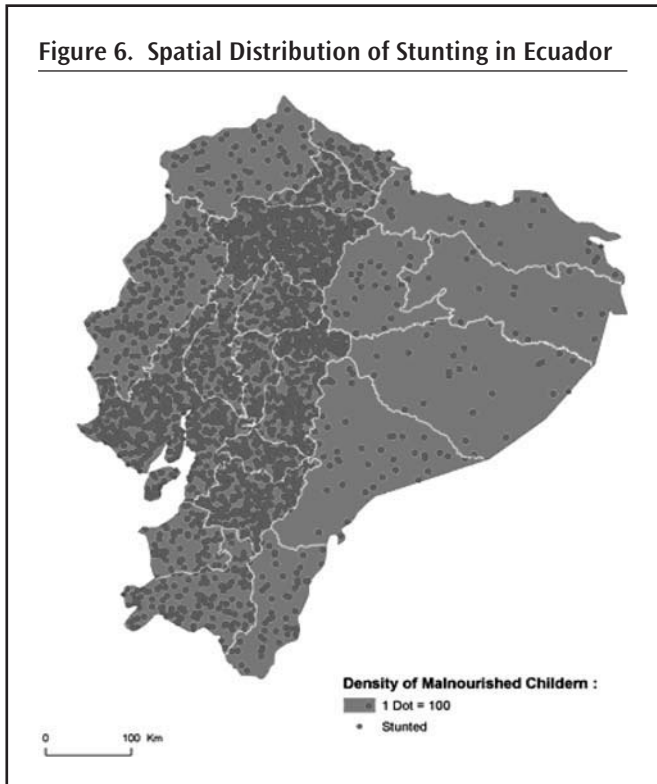 Figure 6. Spatial Distribution of Stunting in Ecuador
Density of Malnourished Childern :
1 Dot = 100
Stunted
0 100 Km